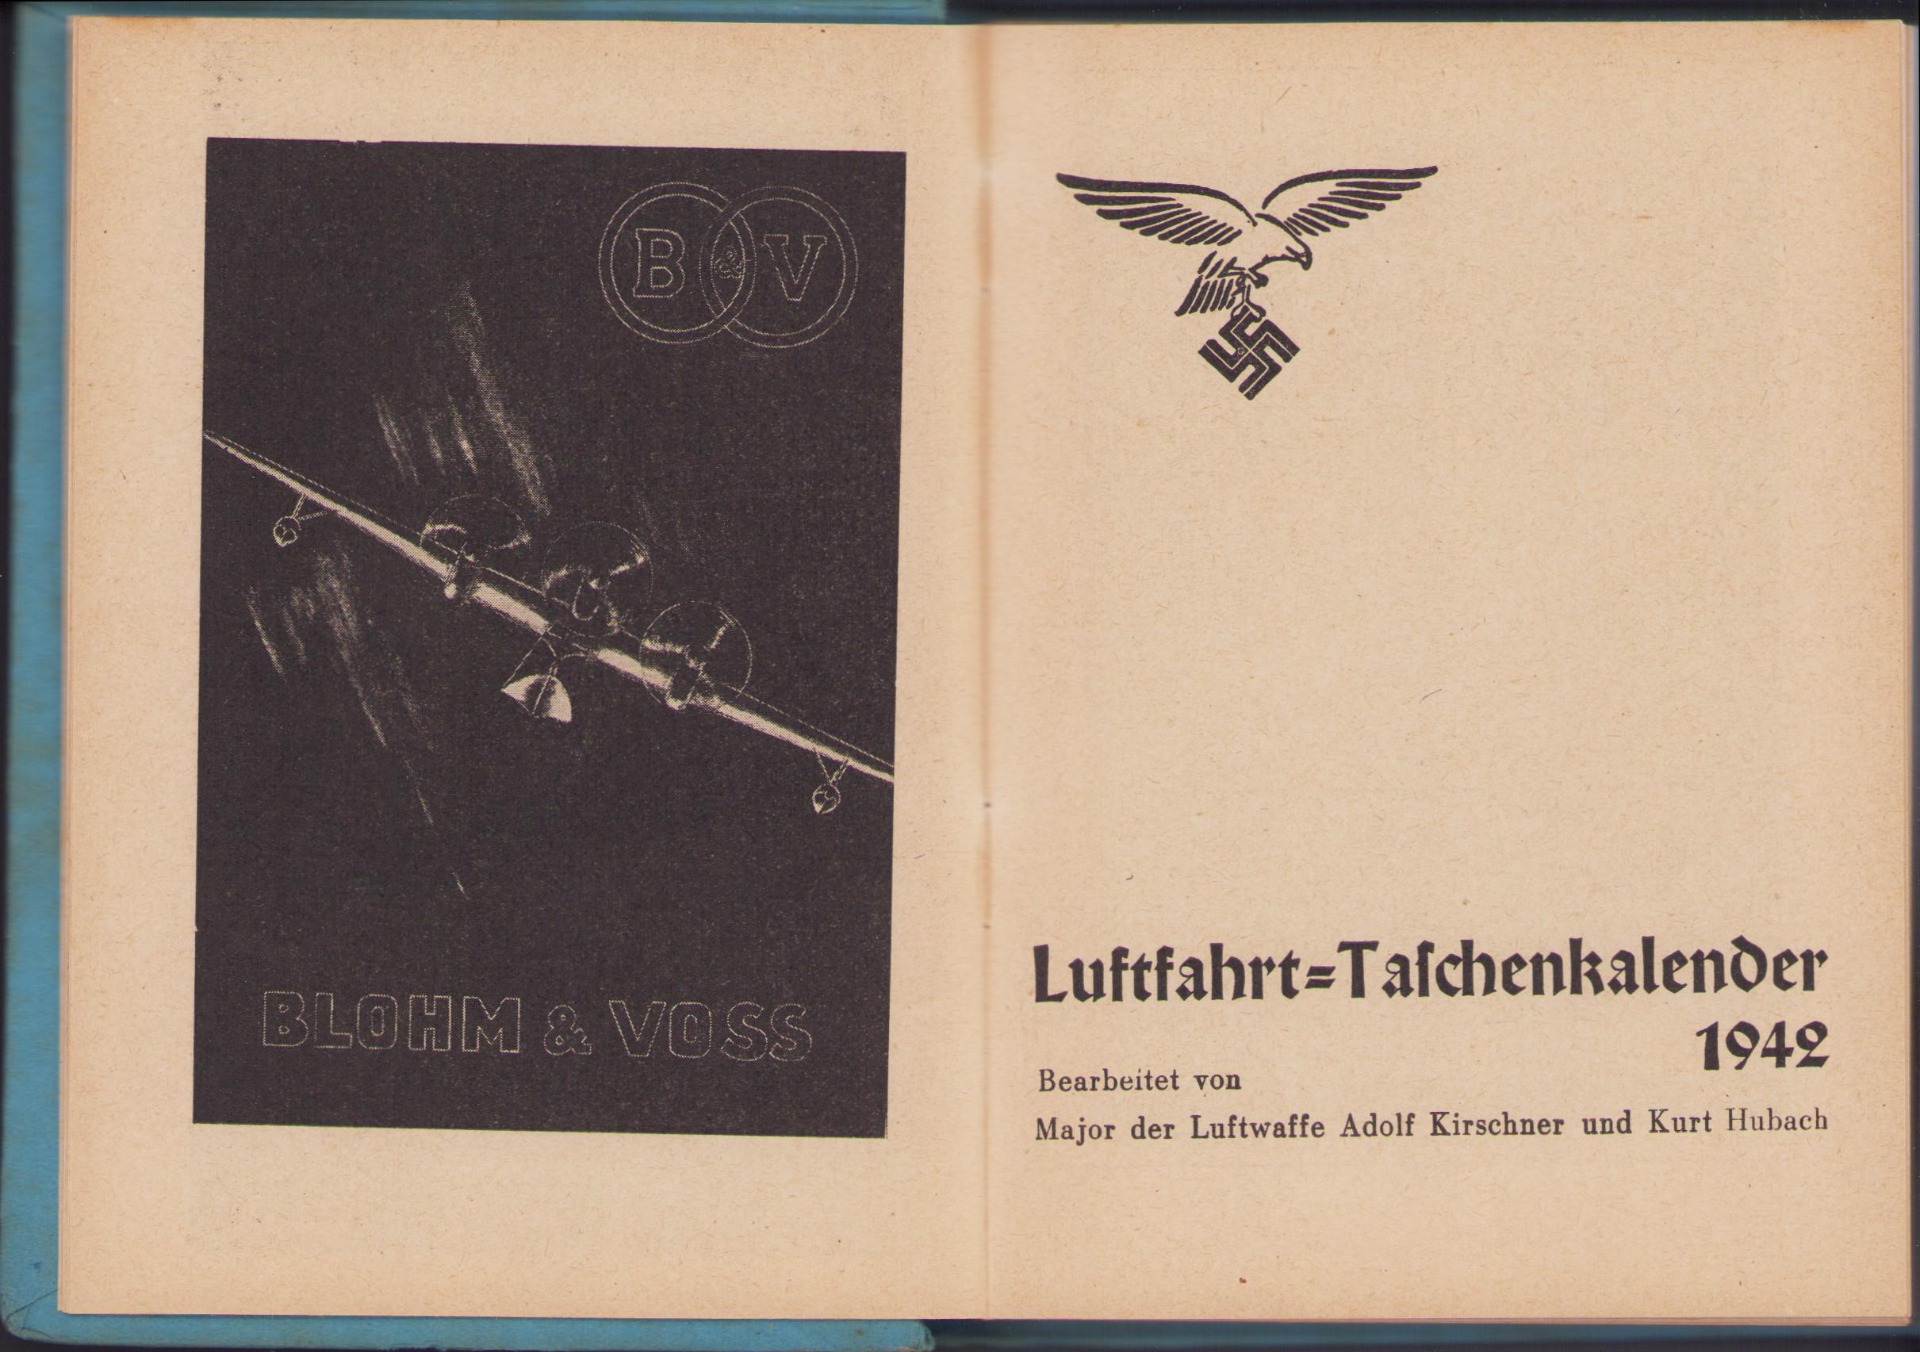 B & V
BLOHM & VOSS
Luftfahrt=Taſchenkalender
1942
Bearbeitet von
Major der Luftwaffe Adolf Kirschner und Kurt Hubach